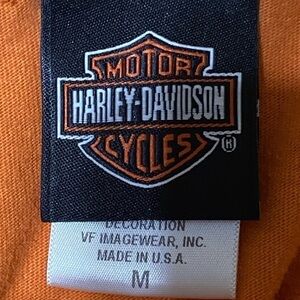 MOTOR
HARLEY-DAVIDSON
CYCLES
®
DECORATION
VF IMAGEWEAR, INC.
MADE IN U.S.A.
M